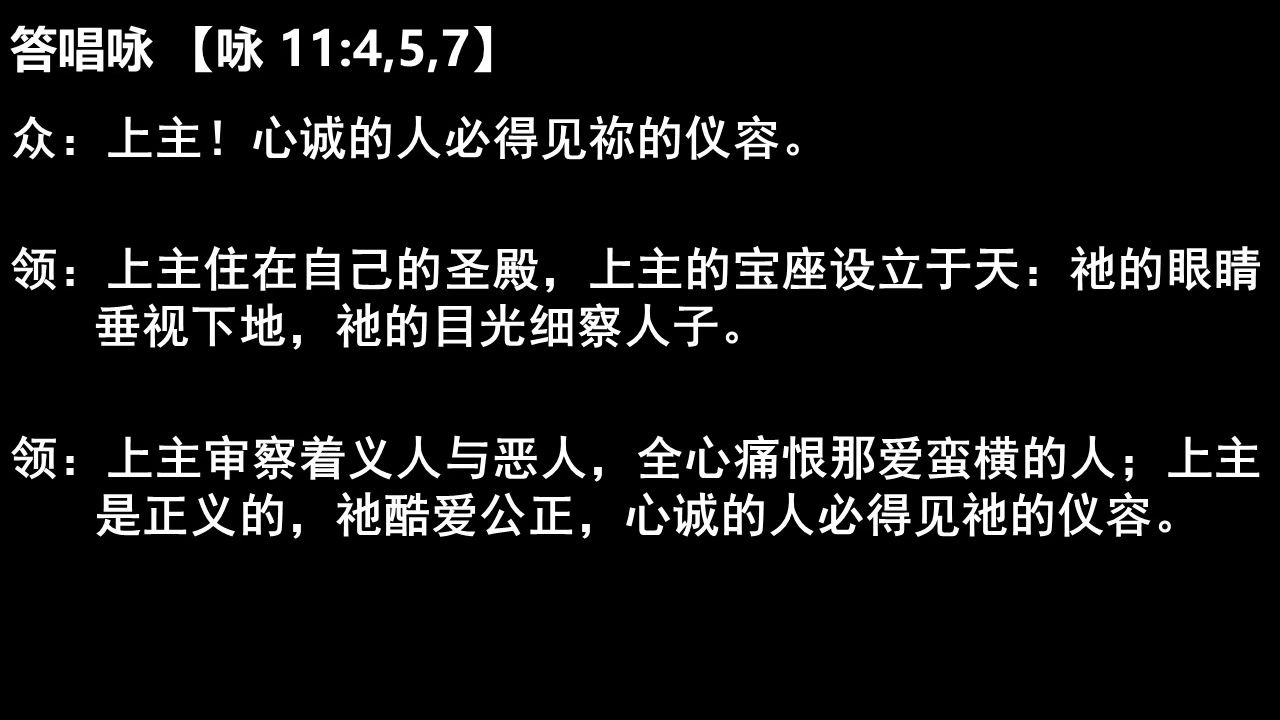 答唱咏 【咏 11:4,5,7】
众：上主！心诚的人必得见祢的仪容。
领：上主住在自己的圣殿，上主的宝座设立于天：祂的眼睛
垂视下地，祂的目光细察人子。
领：上主审察着义人与恶人，全心痛恨那爱蛮横的人；上主
是正义的，祂酷爱公正，心诚的人必得见祂的仪容。